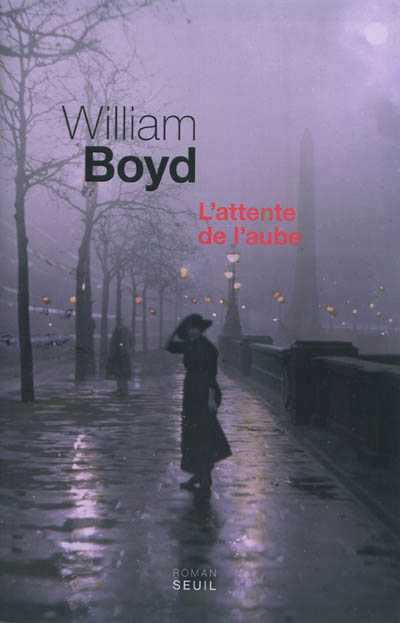 William
Boyd
L'attente
de l'aube
ROMAN
SEUIL